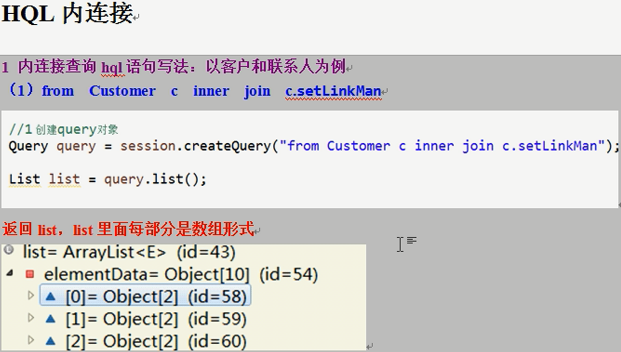 HQL 内连接
1 内连接查询 hql 语句写法：以客户和联系人为例
（1）from Customer c inner join c.setLinkMan
//1 创建query对象
Query query = session.createQuery("from Customer c inner join c.setLinkMan");
List list = query.list();
返回 list，list 里面每部分是数组形式
list= ArrayList<E> (id=43)
elementData= Object[10] (id=54)
[0]= Object[2] (id=58)
[1]= Object[2] (id=59)
[2]= Object[2] (id=60)